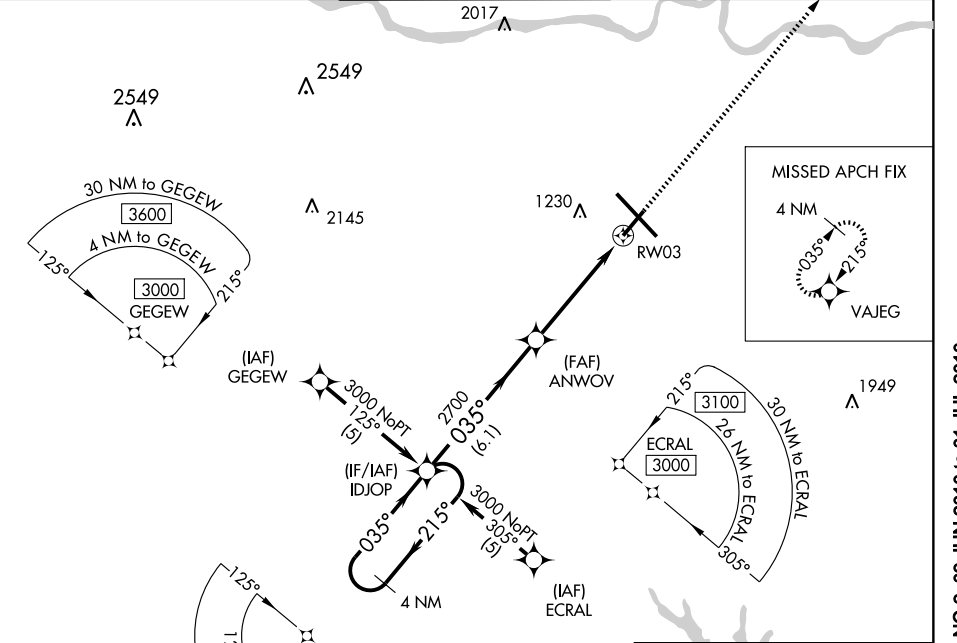 2017
2549
2549
30 NM to GEGEW
3600
4 NM to GEGEW
125°
3000
215°
GEGEW
2145
1230
RW03
MISSED APCH FIX
4 NM
035°
215°
VAJEG
(IAF)
GEGEW
3000 NoPT
125°
(5)
2700
035°
(6.1)
(FAF)
ANWOV
(IF/IAF)
IDJOP
035°
215°
4 NM
3000 NoPT
305°
(5)
(IAF)
ECRAL
215°
3100
30 NM to ECRAL
26 NM to ECRAL
ECRAL
3000
305°
1949
125°